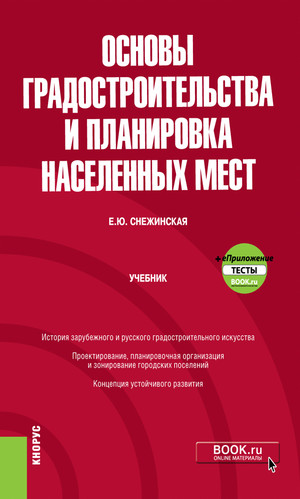 ОСНОВЫ
ГРАДОСТРОИТЕЛЬСТВА
И ПЛАНИРОВКА
НАСЕЛЕННЫХ МЕСТ
Е.Ю. СНЕЖИНСКАЯ
+ еПриложение
ТЕСТЫ
BOOK.ru
УЧЕБНИК
История зарубежного и русского градостроительного искусства
Проектирование, планировочная организация
и зонирование городских поселений
Концепция устойчивого развития
КНОРУС
BOOK.ru
ONLINE МАТЕРИАЛЫ